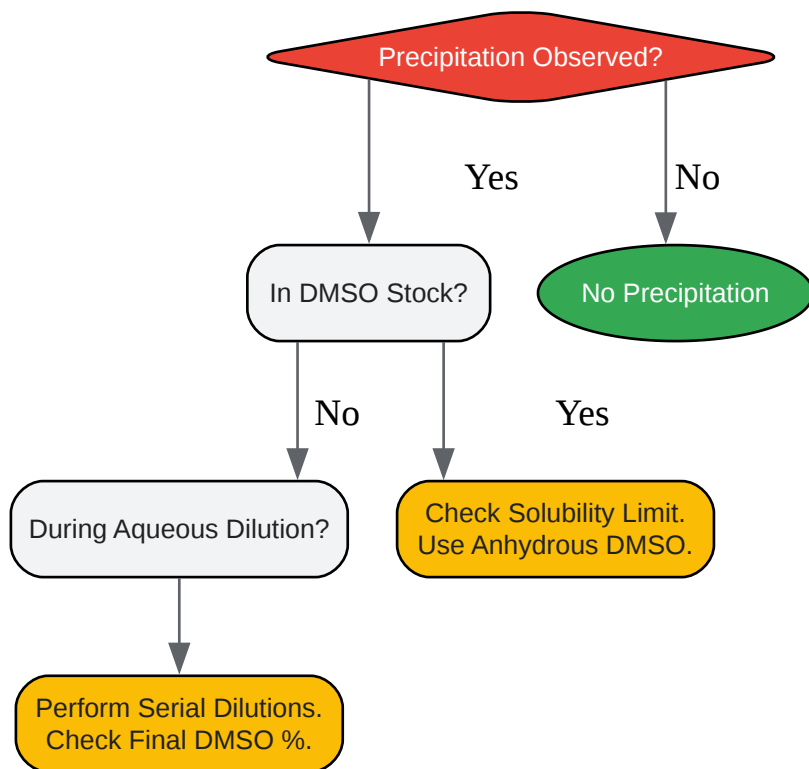 Precipitation Observed?
Yes
No
In DMSO Stock?
No Precipitation
No
Yes
During Aqueous Dilution?
Check Solubility Limit.
Use Anhydrous DMSO.
Perform Serial Dilutions.
Check Final DMSO %.